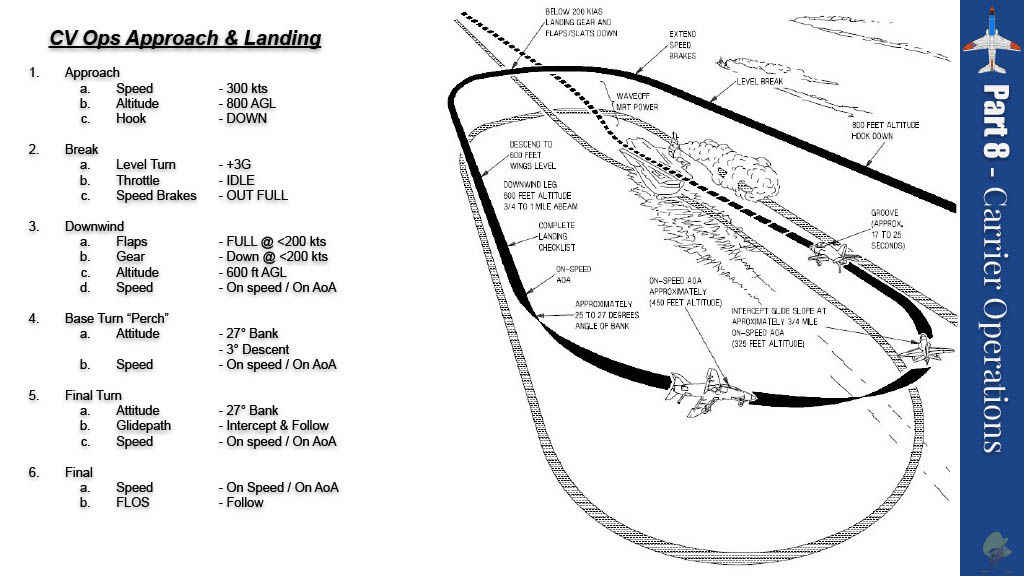 CV Ops Approach & Landing
1. Approach
a. Speed - 300 kts
b. Altitude - 800 AGL
c. Hook - DOWN
2. Break
a. Level Turn - +3G
b. Throttle - IDLE
c. Speed Brakes - OUT FULL
3. Downwind
a. Flaps - FULL @ <200 kts
b. Gear - Down @ <200 kts
c. Altitude - 600 ft AGL
d. Speed - On speed / On AoA
4. Base Turn “Perch”
a. Attitude - 27° Bank
- 3° Descent
b. Speed - On speed / On AoA
5. Final Turn
a. Attitude - 27° Bank
b. Glidepath - Intercept & Follow
c. Speed - On speed / On AoA
6. Final
a. Speed - On Speed / On AoA
b. FLOS - Follow
BELOW 200 KIAS
LANDING GEAR AND
FLAPS/SLATS DOWN
EXTEND
SPEED
BRAKES
LEVEL BREAK
WAVEOFF
MRT POWER
800 FEET ALTITUDE
HOOK DOWN
DESCEND TO
600 FEET
WINGS LEVEL
DOWNWIND LEG
600 FEET ALTITUDE
3/4 TO 1 MILE ABEAM
COMPLETE
LANDING
CHECKLIST
GROOVE
(APPROX.
17 TO 25
SECONDS)
ON-SPEED
AOA
ON-SPEED AOA
APPROXIMATELY
(450 FEET ALTITUDE)
APPROXIMATELY
25 TO 27 DEGREES
ANGLE OF BANK
INTERCEPT GLIDE SLOPE AT
APROXIMATELY 3/4 MILE
ON-SPEED AOA
(325 FEET ALTITUDE)
Part 8 - Carrier Operations